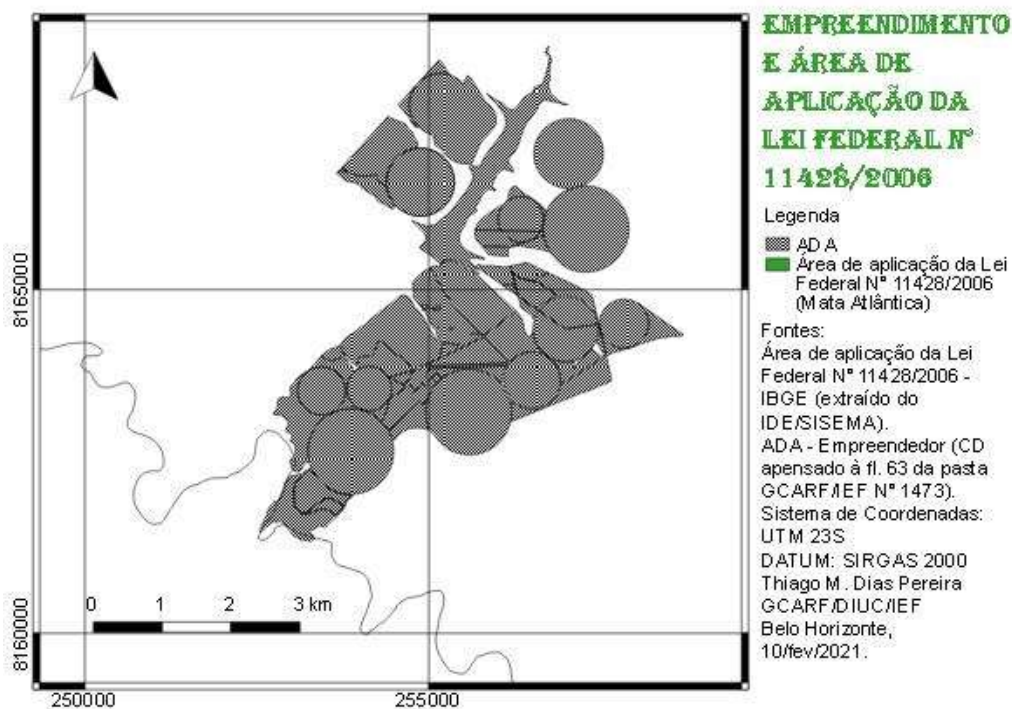 EMPREENDIMENTO
E ÁREA DE
APLICAÇÃO DA
LEI FEDERAL Nº
11428/2006
Legenda
ADA
Área de aplicação da Lei
Federal Nº 11428/2006
(Mata Atlântica)
Fontes:
Área de aplicação da Lei
Federal Nº 11428/2006 -
IBGE (extraído do
IDE/SISEMA).
ADA - Empreendedor (CD
apensado à fl. 63 da pasta
GCARF/IEF Nº 1473).
Sistema de Coordenadas:
UTM 23S
DATUM: SIRGAS 2000
Thiago M. Dias Pereira
GCARF/DIUC/IEF
Belo Horizonte,
10/fev/2021.
8165000
8160000
0 1 2 3 km
250000 255000